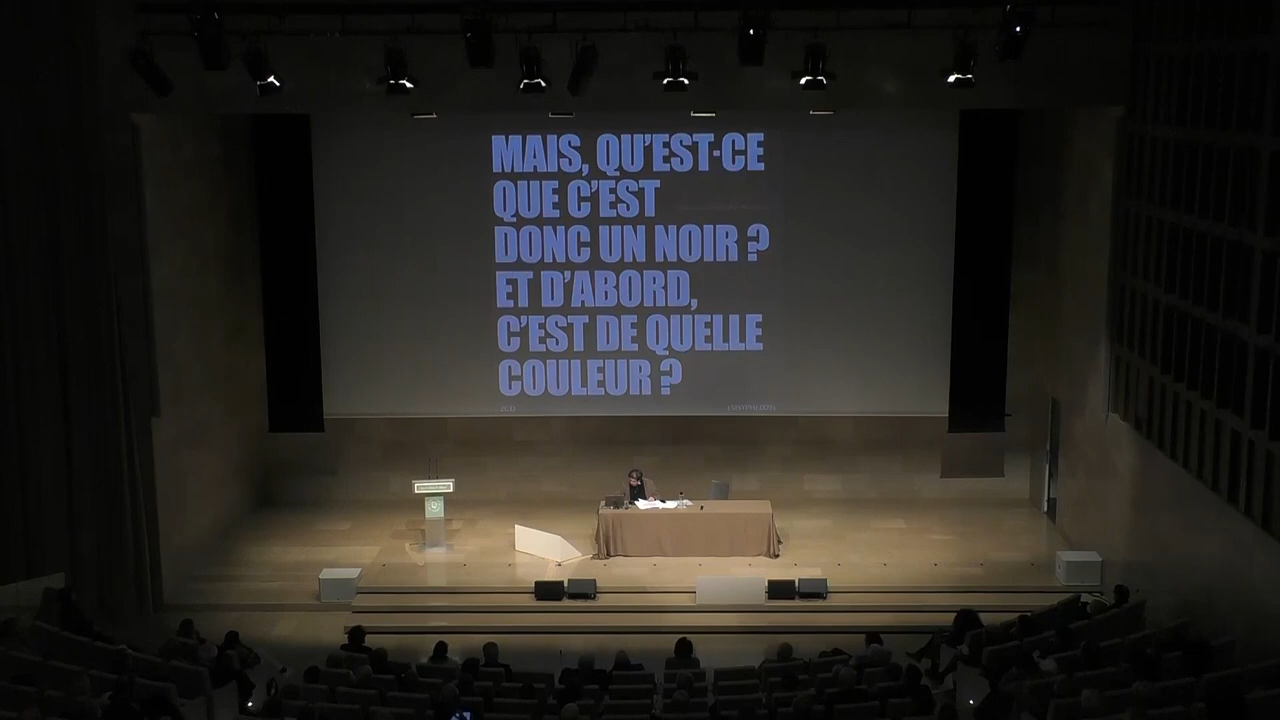 MAIS, QU'EST-CE
QUE C'EST
DONC UN NOIR ?
ET D'ABORD,
C'EST DE QUELLE
COULEUR ?